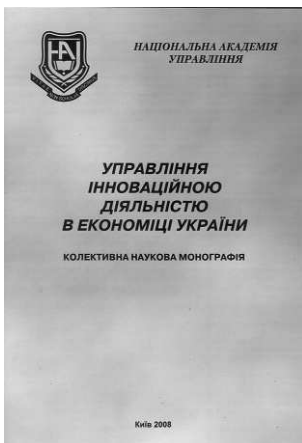 НАЦІОНАЛЬНА АКАДЕМІЯ
УПРАВЛІННЯ
УПРАВЛІННЯ
ІННОВАЦІЙНОЮ
ДІЯЛЬНІСТЮ
В ЕКОНОМІЦІ УКРАЇНИ
КОЛЕКТИВНА НАУКОВА МОНОГРАФІЯ
Київ 2008